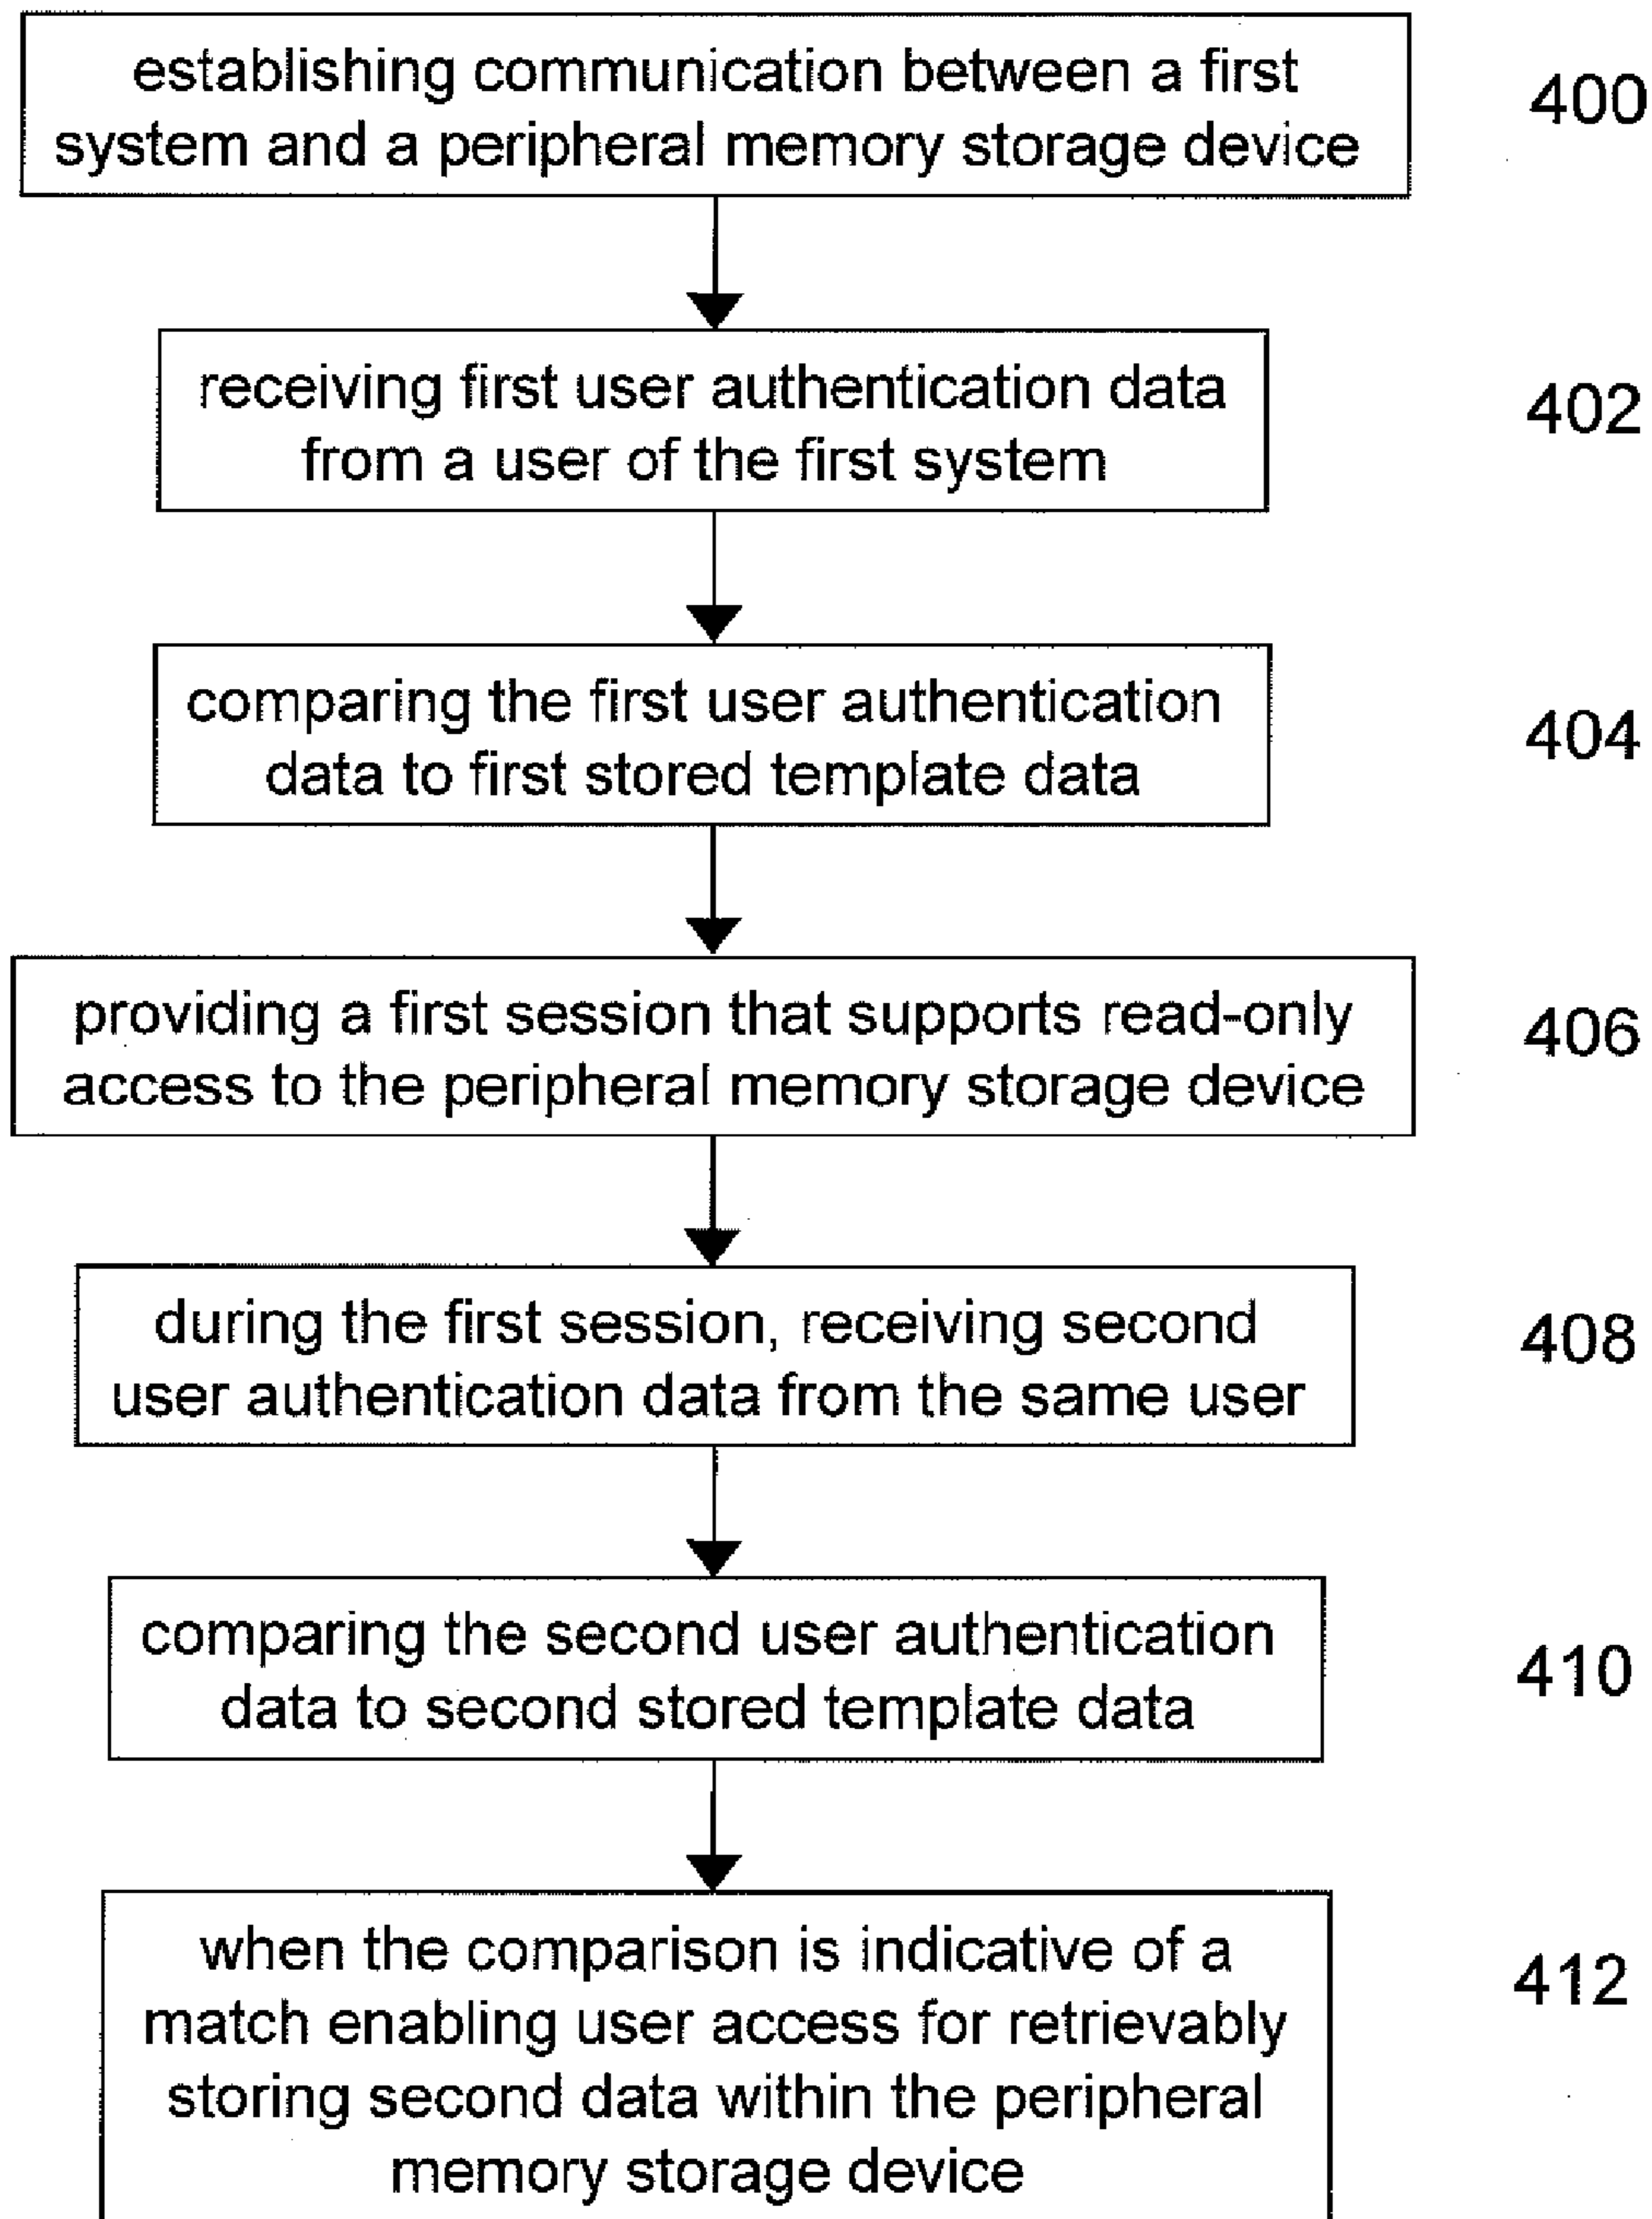 establishing communication between a first
system and a peripheral memory storage device
400
receiving first user authentication data
from a user of the first system
402
comparing the first user authentication
data to first stored template data
404
providing a first session that supports read-only
access to the peripheral memory storage device
406
during the first session, receiving second
user authentication data from the same user
408
comparing the second user authentication
data to second stored template data
410
when the comparison is indicative of a
match enabling user access for retrievably
storing second data within the peripheral
memory storage device
412